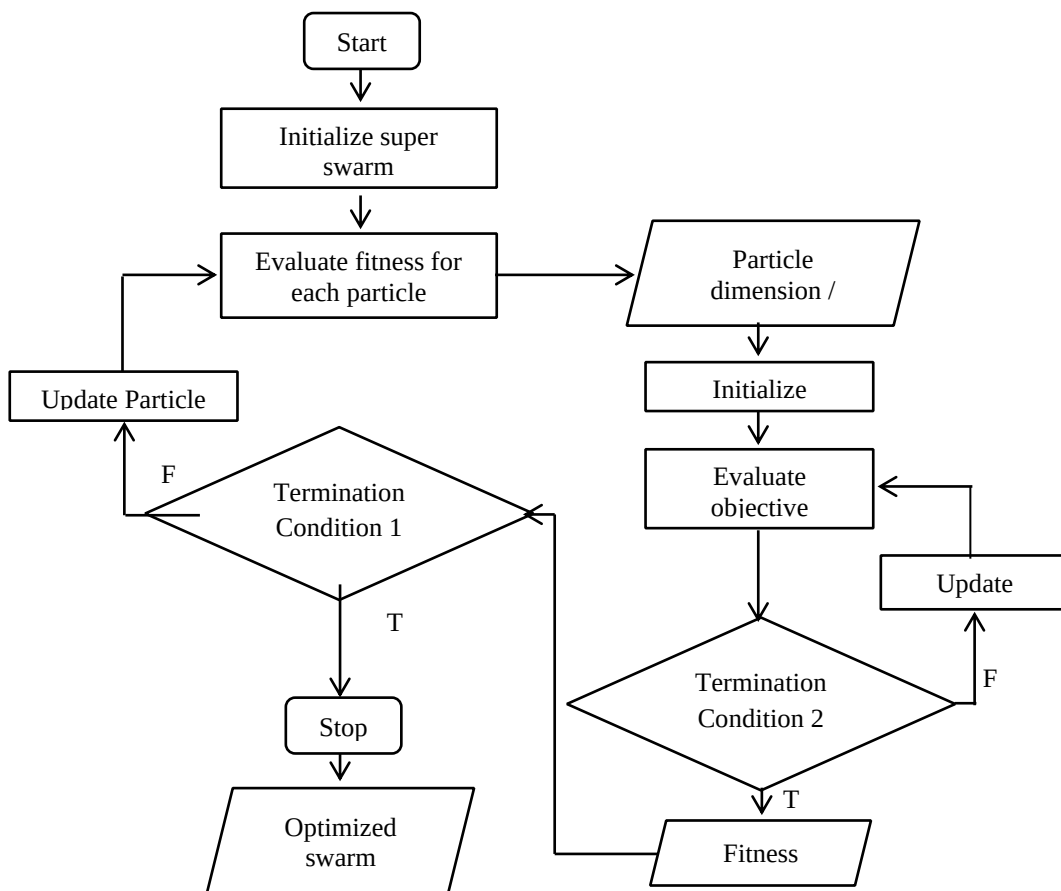 Start
Initialize super
swarm
Evaluate fitness for
each particle
Particle
dimension /
Initialize
Update Particle
F
Termination
Condition 1
T
Evaluate
objective
Update
F
Termination
Condition 2
T
Stop
Optimized
swarm
Fitness